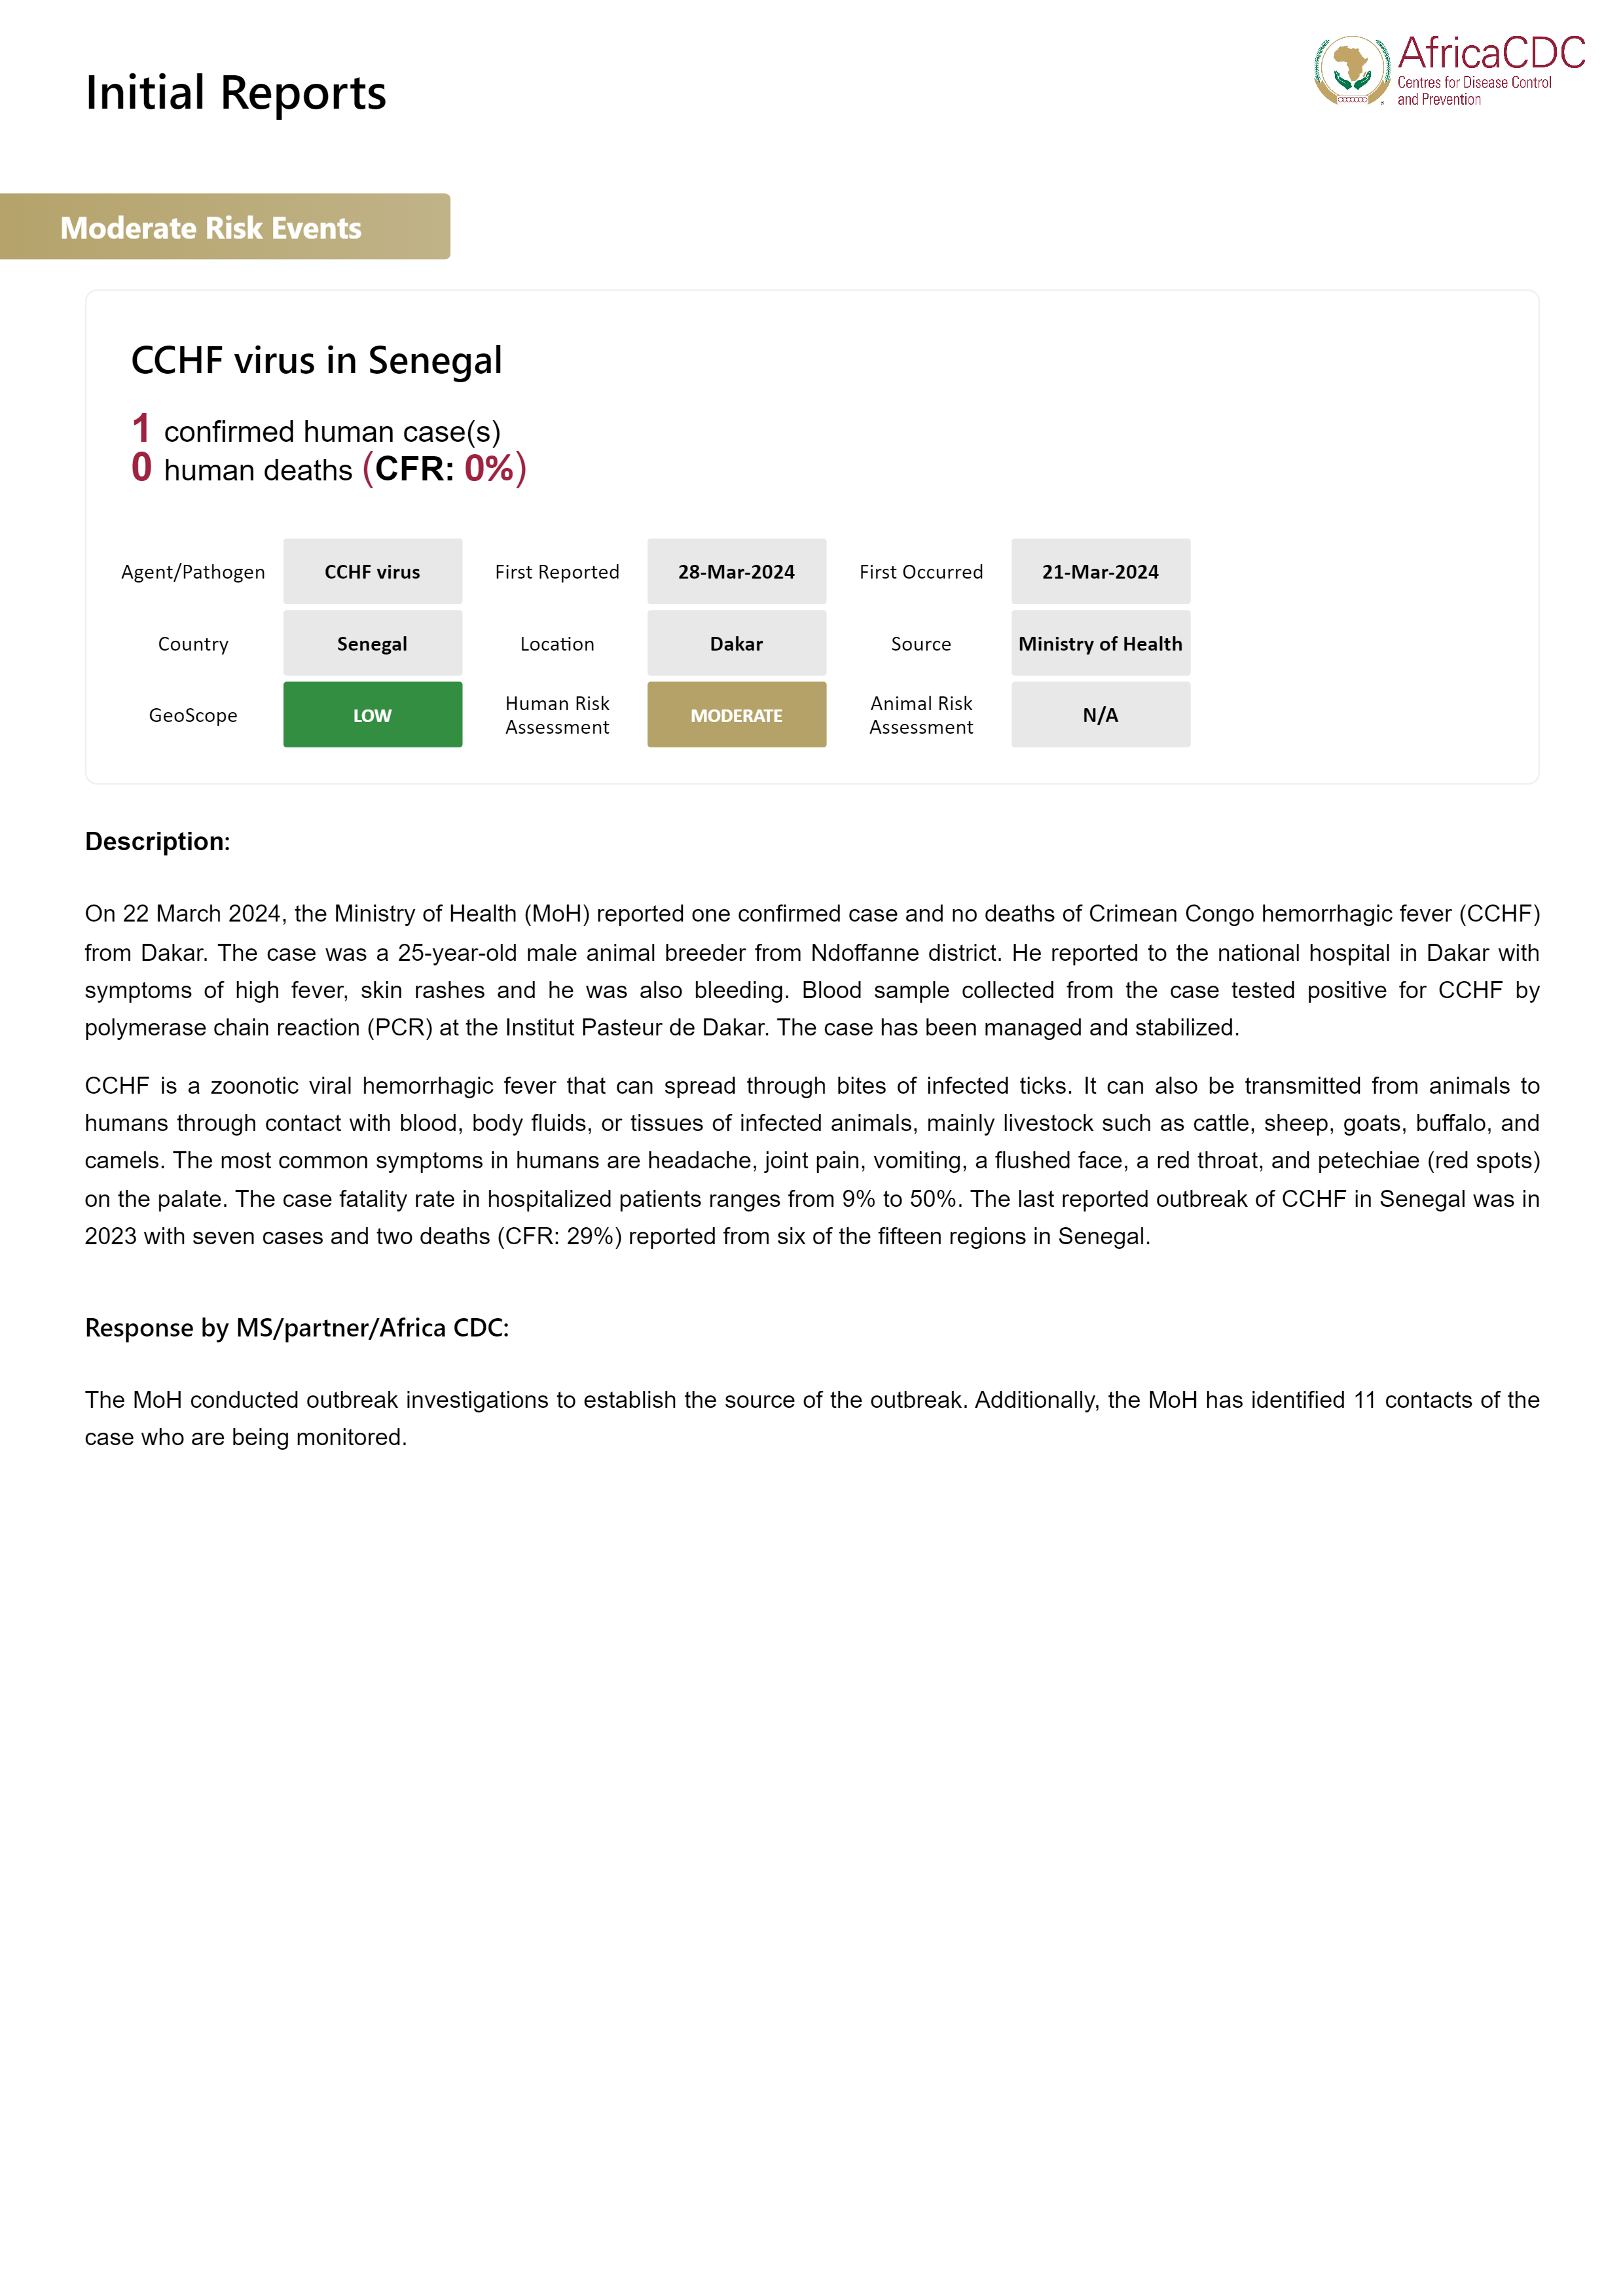 Initial Reports
AfricaCDC
Centres for Disease Control
and Prevention
Moderate Risk Events
CCHF virus in Senegal
1 confirmed human case(s)
0 human deaths (CFR: 0%)
Agent/Pathogen CCHF virus First Reported 28-Mar-2024 First Occurred 21-Mar-2024
Country Senegal Location Dakar Source Ministry of Health
GeoScope LOW Human Risk Assessment MODERATE Animal Risk Assessment N/A
Description:
On 22 March 2024, the Ministry of Health (MoH) reported one confirmed case and no deaths of Crimean Congo hemorrhagic fever (CCHF)
from Dakar. The case was a 25-year-old male animal breeder from Ndoffanne district. He reported to the national hospital in Dakar with
symptoms of high fever, skin rashes and he was also bleeding. Blood sample collected from the case tested positive for CCHF by
polymerase chain reaction (PCR) at the Institut Pasteur de Dakar. The case has been managed and stabilized.
CCHF is a zoonotic viral hemorrhagic fever that can spread through bites of infected ticks. It can also be transmitted from animals to
humans through contact with blood, body fluids, or tissues of infected animals, mainly livestock such as cattle, sheep, goats, buffalo, and
camels. The most common symptoms in humans are headache, joint pain, vomiting, a flushed face, a red throat, and petechiae (red spots)
on the palate. The case fatality rate in hospitalized patients ranges from 9% to 50%. The last reported outbreak of CCHF in Senegal was in
2023 with seven cases and two deaths (CFR: 29%) reported from six of the fifteen regions in Senegal.
Response by MS/partner/Africa CDC:
The MoH conducted outbreak investigations to establish the source of the outbreak. Additionally, the MoH has identified 11 contacts of the
case who are being monitored.